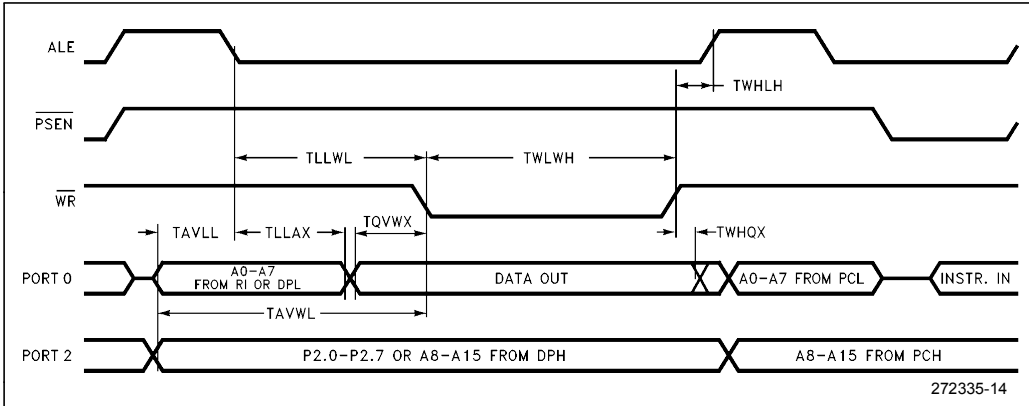 ALE
TWHLH
PSEN
TLLWL
TWLWH
WR
TAVLL
TLLAX
TQVWX
TWHQX
PORT 0
A0–A7
FROM RI OR DPL
DATA OUT
A0–A7 FROM PCL
INSTR. IN
TAVWL
PORT 2
P2.0–P2.7 OR A8–A15 FROM DPH
A8–A15 FROM PCH
272335-14